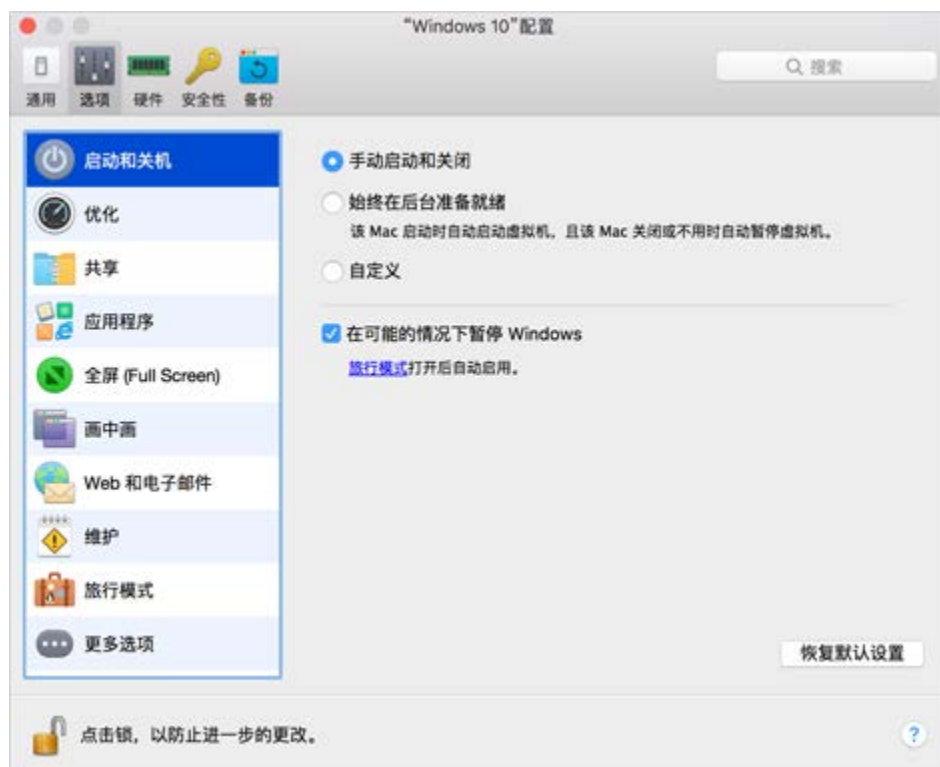 “Windows 10”配置
通用
选项
硬件
安全性
备份
搜索
启动和关机
优化
共享
应用程序
全屏 (Full Screen)
画中画
Web 和电子邮件
维护
旅行模式
更多选项
手动启动和关闭
始终在后台准备就绪
该 Mac 启动时自动启动虚拟机，且该 Mac 关闭或不用时自动暂停虚拟机。
自定义
在可能的情况下暂停 Windows
旅行模式打开后自动启用。
恢复默认设置
点击锁，以防止进一步的更改。
?